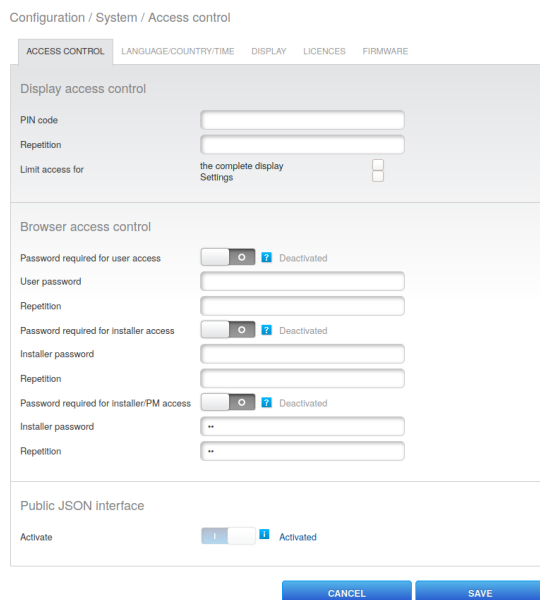 Configuration / System / Access control
ACCESS CONTROL LANGUAGE/COUNTRY/TIME DISPLAY LICENCES FIRMWARE
Display access control
PIN code
Repetition
Limit access for the complete display
Settings
Browser access control
Password required for user access O ? Deactivated
User password
Repetition
Password required for installer access O ? Deactivated
Installer password
Repetition
Password required for installer/PM access O ? Deactivated
Installer password ••
Repetition ••
Public JSON interface
Activate I i Activated
CANCEL SAVE